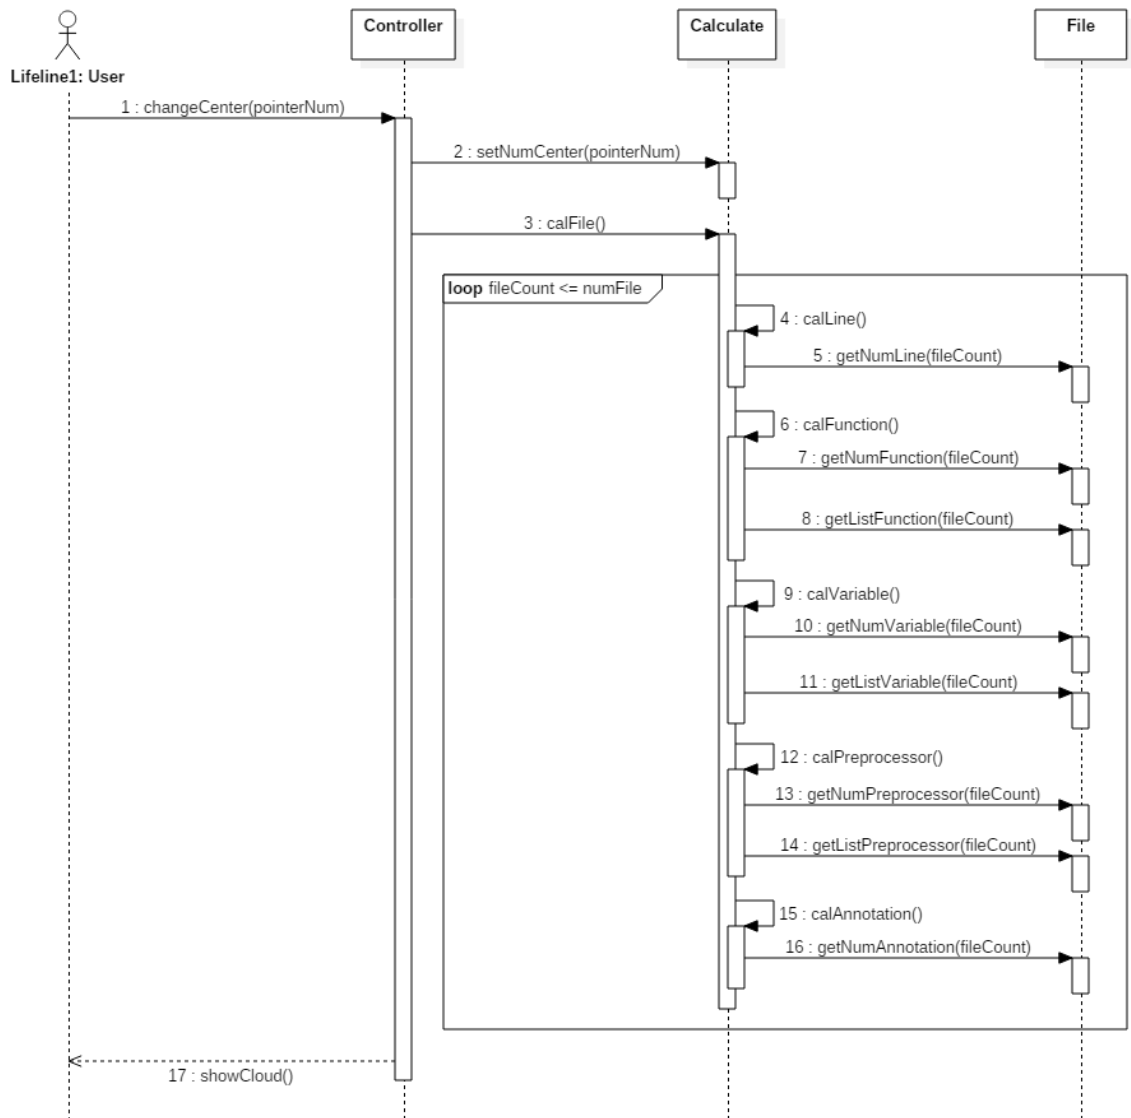 Controller
Calculate
File
Lifeline1: User
1 : changeCenter(pointerNum)
2 : setNumCenter(pointerNum)
3 : calFile()
loop fileCount <= numFile
4 : calLine()
5 : getNumLine(fileCount)
6 : calFunction()
7 : getNumFunction(fileCount)
8 : getListFunction(fileCount)
9 : calVariable()
10 : getNumVariable(fileCount)
11 : getListVariable(fileCount)
12 : calPreprocessor()
13 : getNumPreprocessor(fileCount)
14 : getListPreprocessor(fileCount)
15 : calAnnotation()
16 : getNumAnnotation(fileCount)
17 : showCloud()